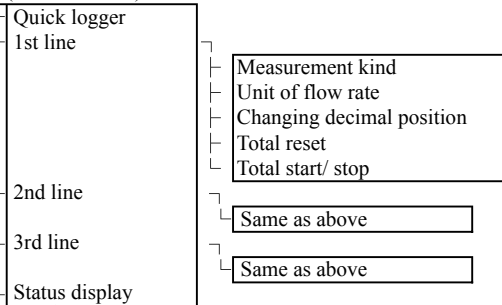 Quick logger
1st line
Measurement kind
Unit of flow rate
Changing decimal position
Total reset
Total start/ stop
2nd line
Same as above
3rd line
Same as above
Status display